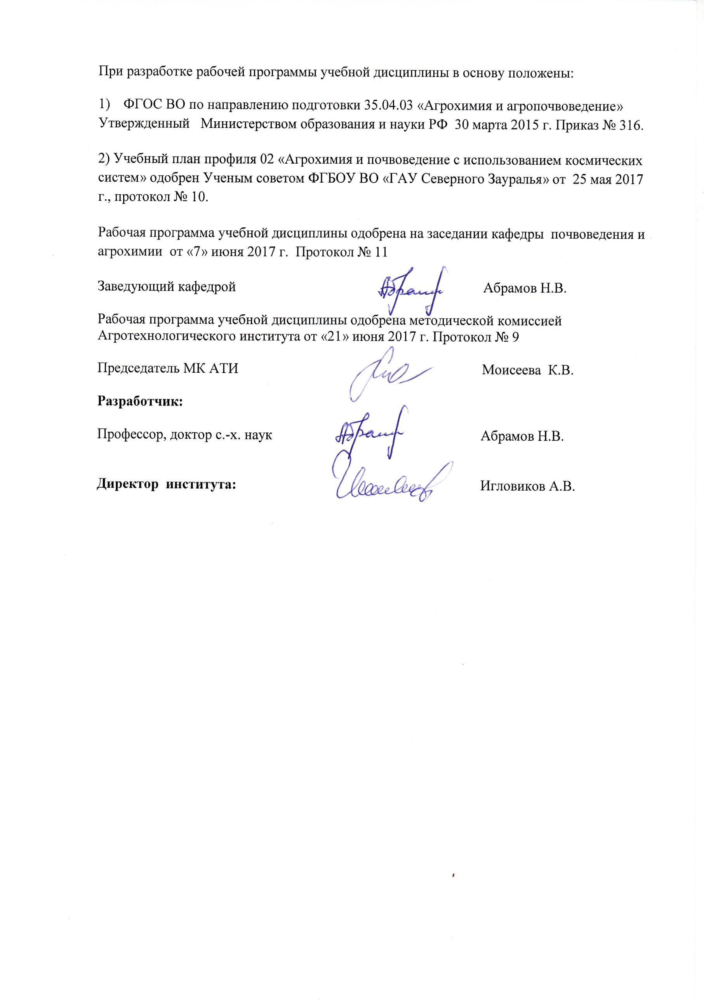 При разработке рабочей программы учебной дисциплины в основу положены:
1) ФГОС ВО по направлению подготовки 35.04.03 «Агрохимия и агропочвоведение»
Утвержденный Министерством образования и науки РФ 30 марта 2015 г. Приказ № 316.
2) Учебный план профиля 02 «Агрохимия и почвоведение с использованием космических
систем» одобрен Ученым советом ФГБОУ ВО «ГАУ Северного Зауралья» от 25 мая 2017
г., протокол № 10.
Рабочая программа учебной дисциплины одобрена на заседании кафедры почвоведения и
агрохимии от «7» июня 2017 г. Протокол № 11
Заведующий кафедрой Абрамов Н.В.
Рабочая программа учебной дисциплины одобрена методической комиссией
Агротехнологического института от «21» июня 2017 г. Протокол № 9
Председатель МК АТИ Моисеева К.В.
Разработчик:
Профессор, доктор с.-х. наук Абрамов Н.В.
Директор института: Игловиков А.В.